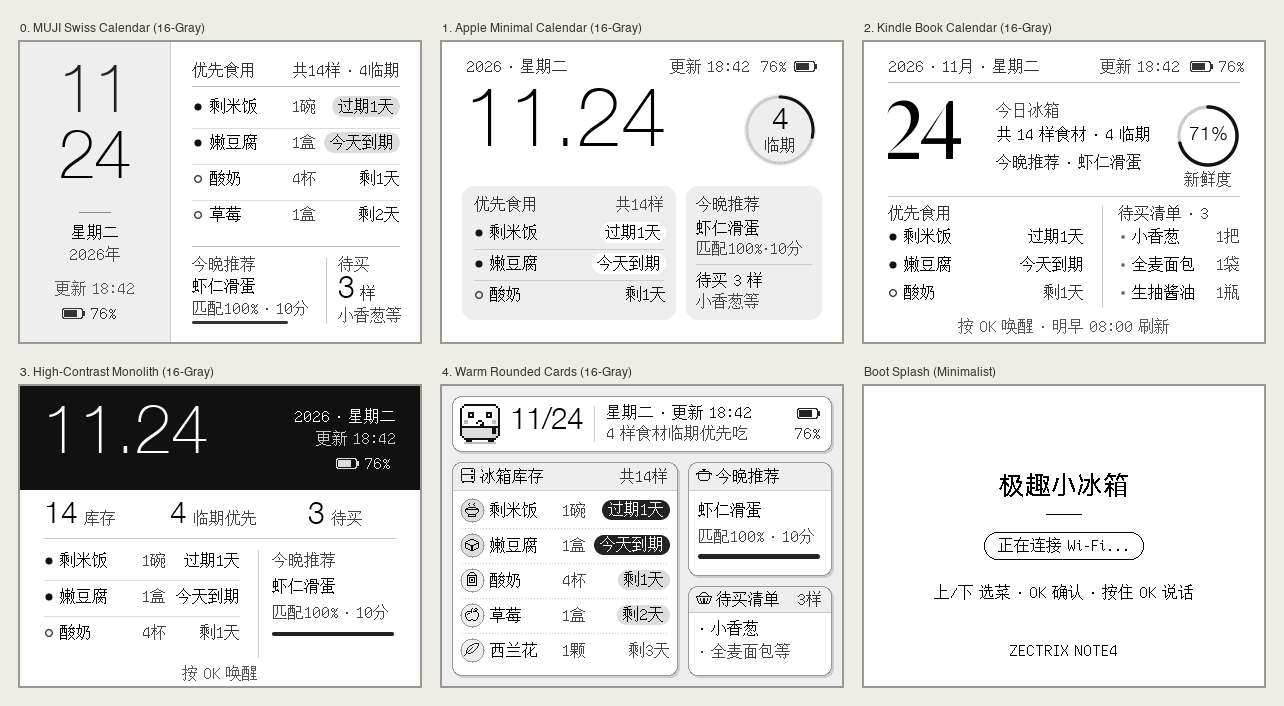 0. MUJI Swiss Calendar (16-Gray)
11
24
星期二
2026年
更新 18:42
76%
优先食用 共14样 · 4临期
剩米饭 1碗 过期1天
嫩豆腐 1盒 今天到期
酸奶 4杯 剩1天
草莓 1盒 剩2天
今晚推荐
虾仁滑蛋
匹配100% · 10分
待买
3 样
小香葱等
1. Apple Minimal Calendar (16-Gray)
2026 · 星期二 更新 18:42 76%
11.24
4
临期
优先食用 共14样
剩米饭 过期1天
嫩豆腐 今天到期
酸奶 剩1天
今晚推荐
虾仁滑蛋
匹配100%·10分
待买 3 样
小香葱等
2. Kindle Book Calendar (16-Gray)
2026 · 11月 · 星期二 更新 18:42 76%
24
今日冰箱
共 14 样食材 · 4 临期
今晚推荐 · 虾仁滑蛋
71%
新鲜度
优先食用
剩米饭 过期1天
嫩豆腐 今天到期
酸奶 剩1天
待买清单 · 3
· 小香葱 1把
· 全麦面包 1袋
· 生抽酱油 1瓶
按 OK 唤醒 · 明早 08:00 刷新
3. High-Contrast Monolith (16-Gray)
11.24
2026 · 星期二
更新 18:42
76%
14 库存 4 临期优先 3 待买
剩米饭 1碗 过期1天
嫩豆腐 1盒 今天到期
酸奶 4杯 剩1天
今晚推荐
虾仁滑蛋
匹配100% · 10分
按 OK 唤醒
4. Warm Rounded Cards (16-Gray)
11/24
星期二 · 更新 18:42
4 样食材临期优先吃
76%
冰箱库存 共14样
剩米饭 1碗 过期1天
嫩豆腐 1盒 今天到期
酸奶 4杯 剩1天
草莓 1盒 剩2天
西兰花 1颗 剩3天
今晚推荐
虾仁滑蛋
匹配100% · 10分
待买清单 3样
· 小香葱
· 全麦面包等
Boot Splash (Minimalist)
极趣小冰箱
正在连接 Wi-Fi...
上/下 选菜 · OK 确认 · 按住 OK 说话
ZECTRIX NOTE4